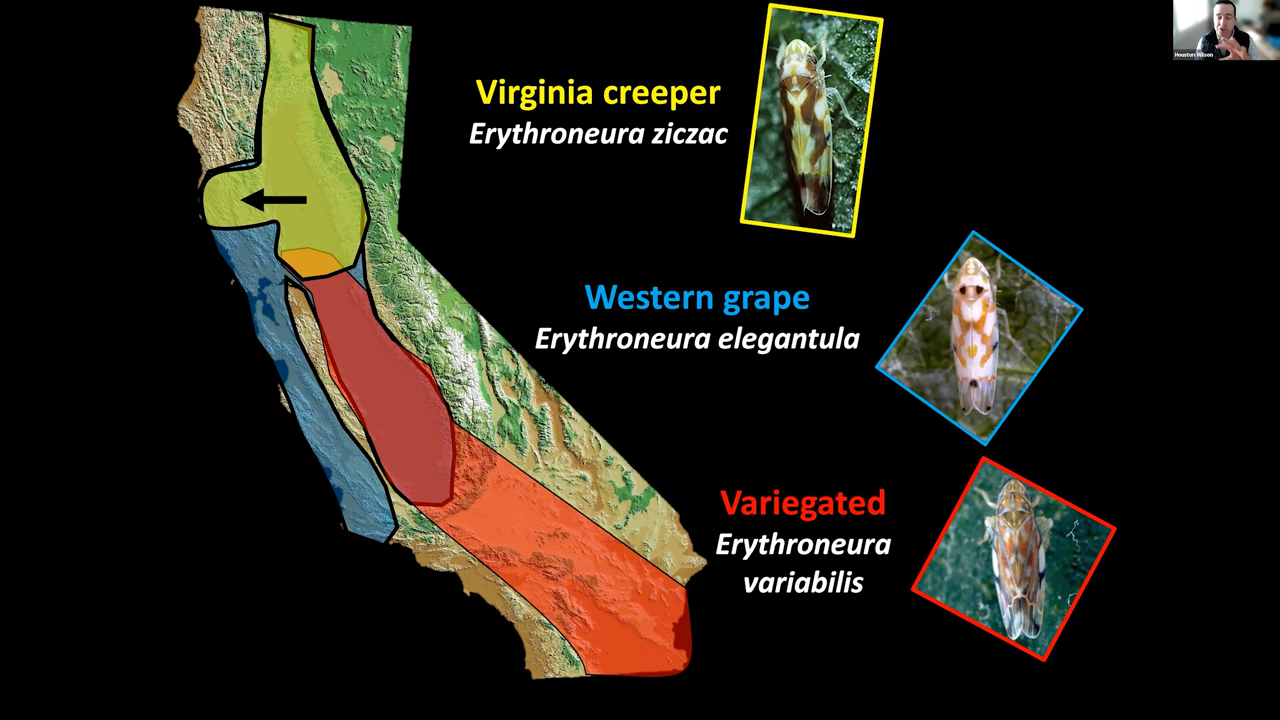 Houston Wilson
Virginia creeper
Erythroneura ziczac
Western grape
Erythroneura elegantula
Variegated
Erythroneura
variabilis